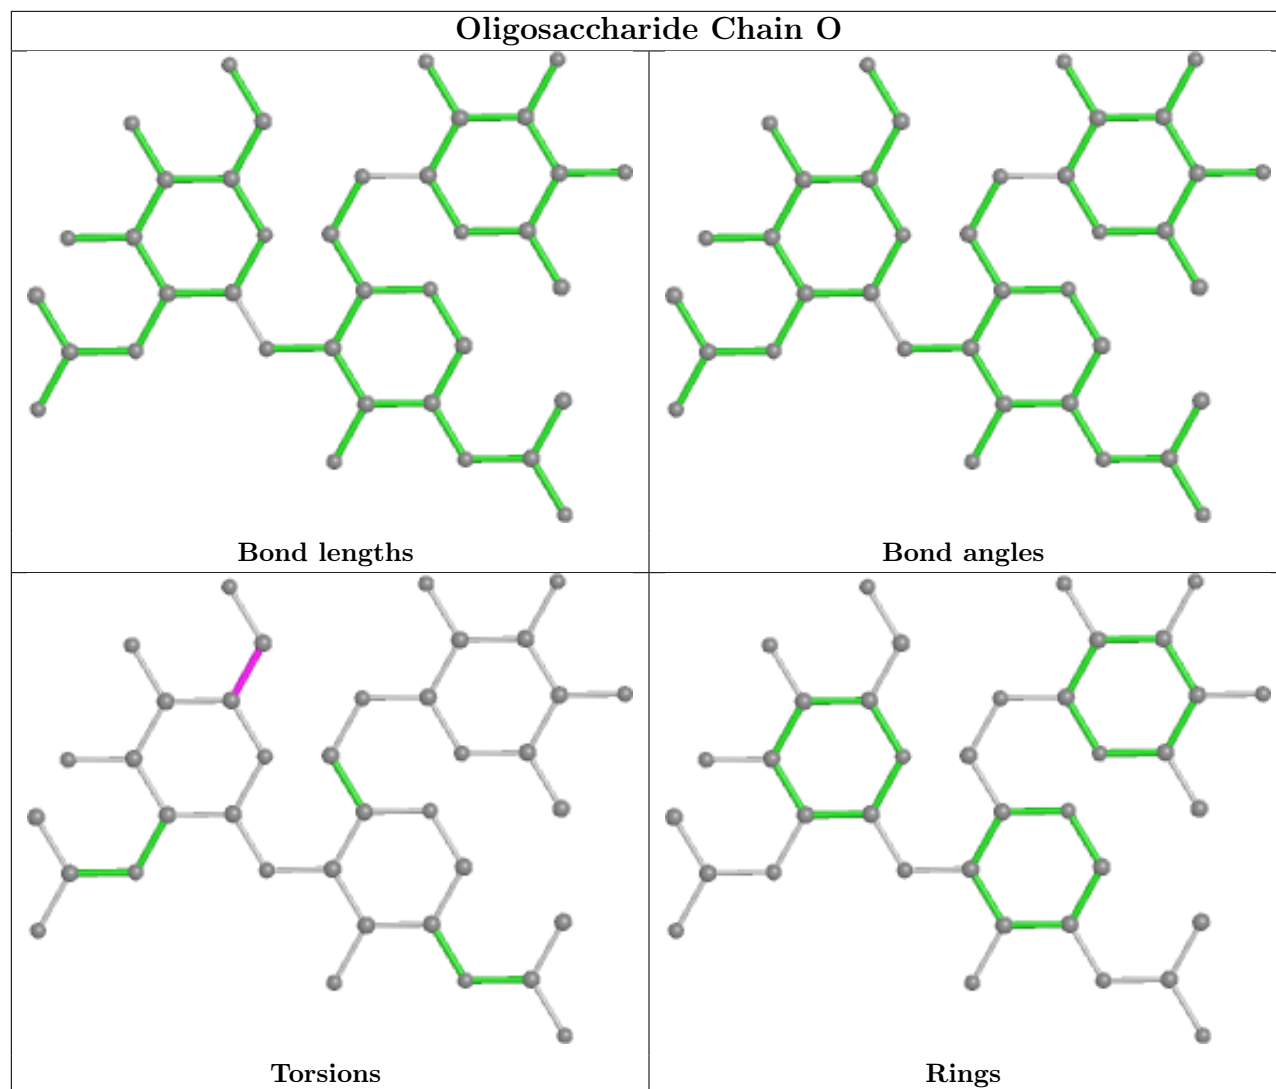 Oligosaccharide Chain O
Bond lengths
Bond angles
Torsions
Rings